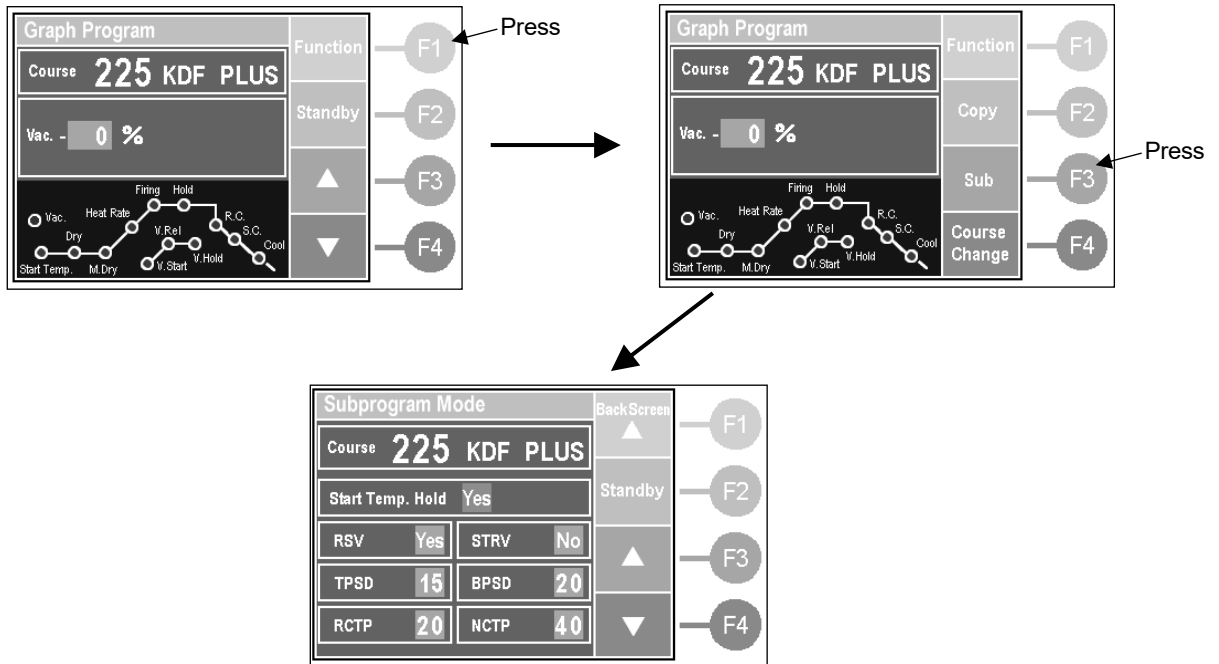 Graph Program
Function
F1
Press
Course 225 KDF PLUS
Standby
F2
Vac. - 0 %
F3
Firing Hold
Vac.
Heat Rate
R.C.
Dry
V.Rel
S.C.
Cool
V.Hold
Start Temp. M.Dry
V.Start
F4
Graph Program
Function
F1
Course 225 KDF PLUS
Copy
F2
Vac. - 0 %
Press
Sub
F3
Firing Hold
Vac.
Heat Rate
R.C.
Dry
V.Rel
S.C.
Cool
V.Hold
Start Temp. M.Dry
V.Start
Course
Change
F4
Subprogram Mode
BackScreen
F1
Course 225 KDF PLUS
Start Temp. Hold Yes
Standby
F2
RSV Yes STRV No
F3
TPSD 15 BPSD 20
RCTP 20 NCTP 40
F4